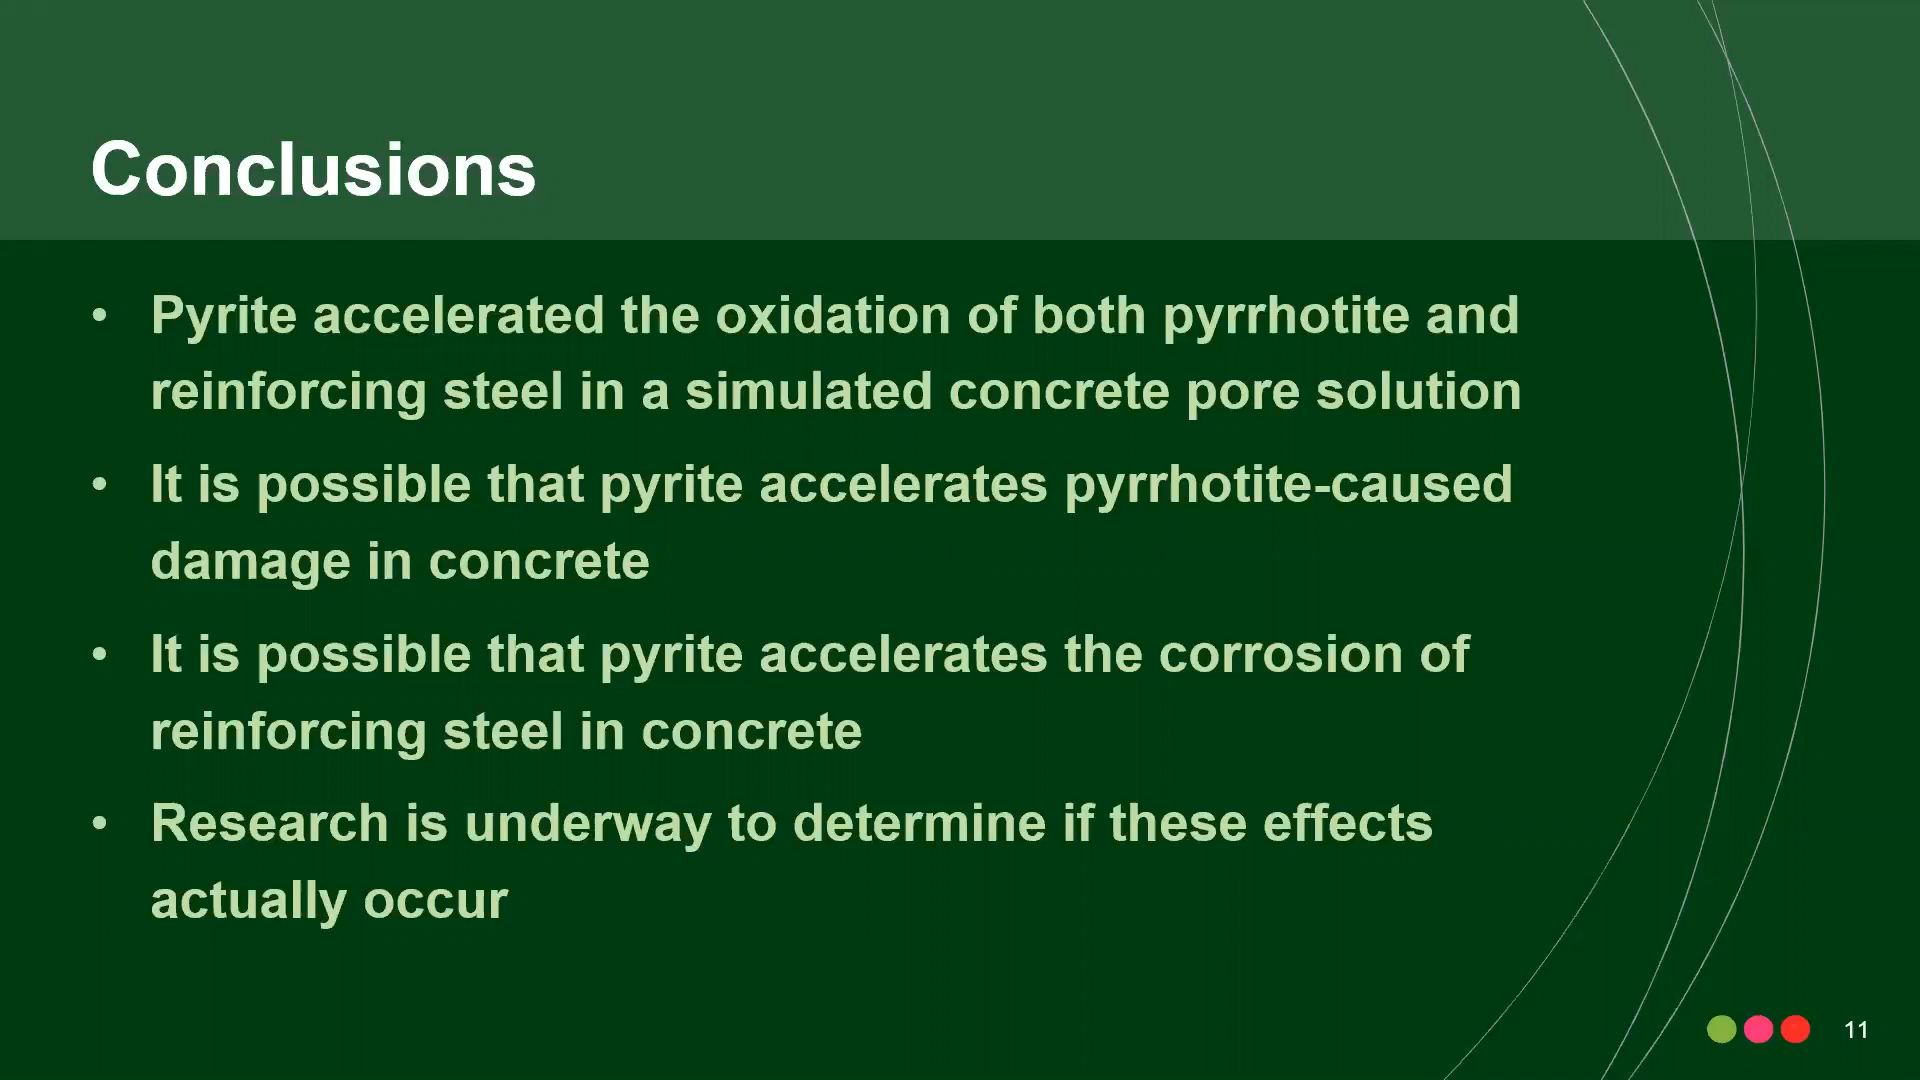 Conclusions
• Pyrite accelerated the oxidation of both pyrrhotite and
reinforcing steel in a simulated concrete pore solution
• It is possible that pyrite accelerates pyrrhotite-caused
damage in concrete
• It is possible that pyrite accelerates the corrosion of
reinforcing steel in concrete
• Research is underway to determine if these effects
actually occur
11